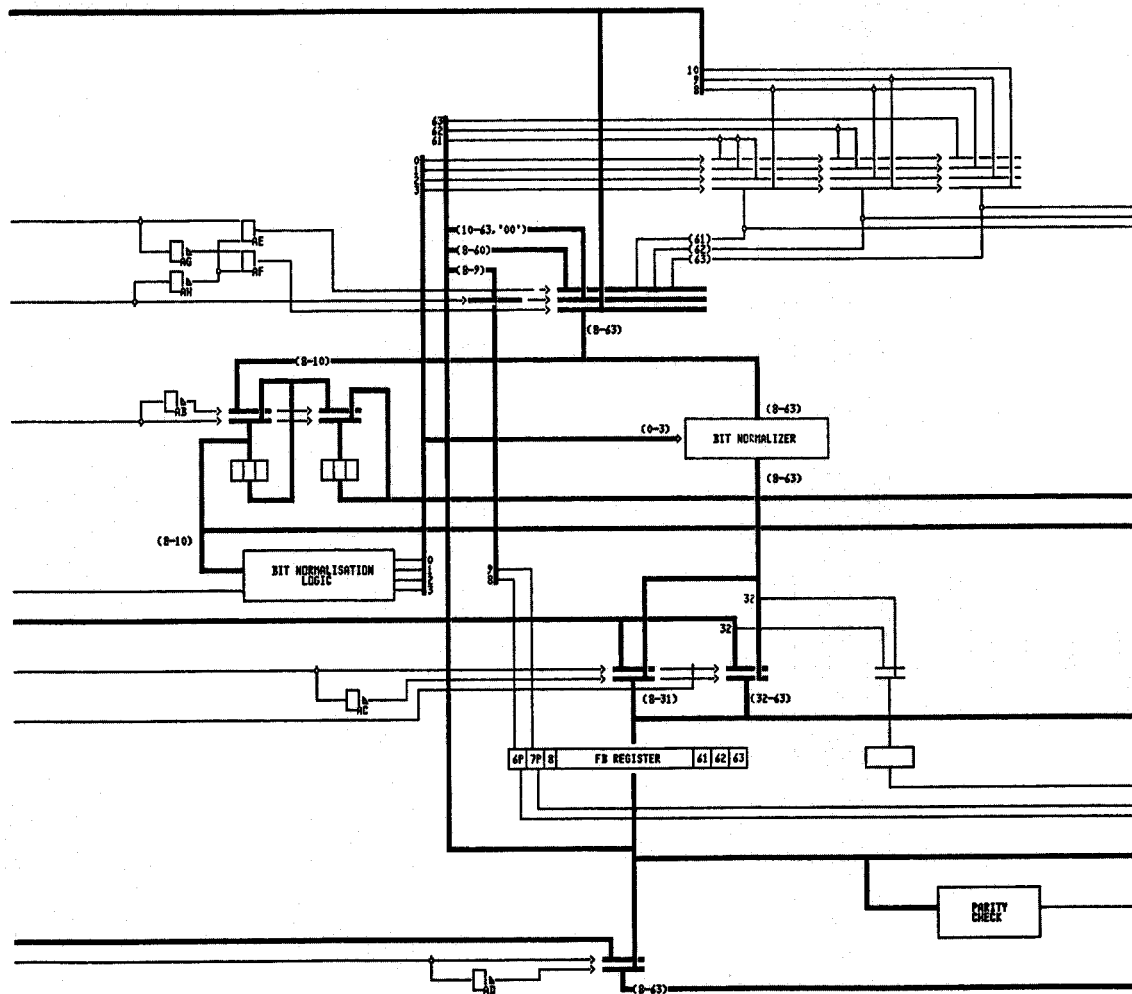 10
9
8
63
62
61
0
1
2
3
(10-63,'00')
(61)
AE
(8-60)
(62)
AG
(63)
AF
(8-9)
AH
(8-63)
(8-10)
AB
(8-63)
(0-3)
BIT NORMALIZER
(8-63)
(8-10)
BIT NORMALISATION
LOGIC
0
1
2
3
9
8
32
32
(8-31)
(32-63)
AC
6P 7P 8 FB REGISTER 61 62 63
PARITY
CHECK
AD
(8-63)